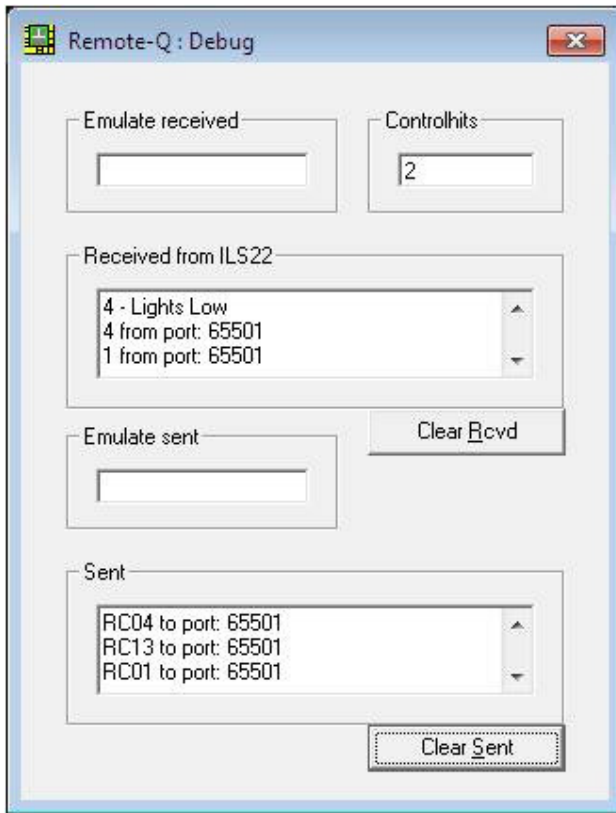 Remote-Q : Debug
Emulate received
Controlhits
2
Received from ILS22
4 - Lights Low
4 from port: 65501
1 from port: 65501
Clear Rcvd
Emulate sent
Sent
RC04 to port: 65501
RC13 to port: 65501
RC01 to port: 65501
Clear Sent